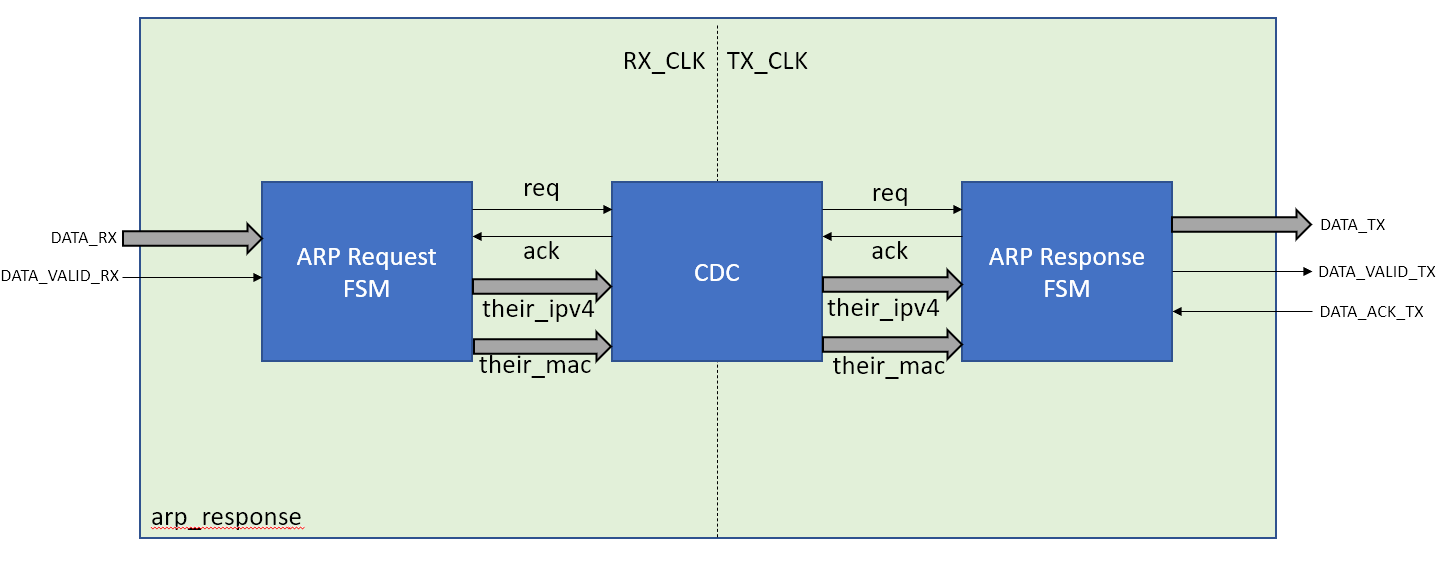 RX_CLK TX_CLK
req
req
DATA_RX
ARP Request
FSM
ack
CDC
ack
ARP Response
FSM
DATA_TX
DATA_VALID_RX
DATA_VALID_TX
their_ipv4
their_ipv4
DATA_ACK_TX
their_mac
their_mac
arp_response